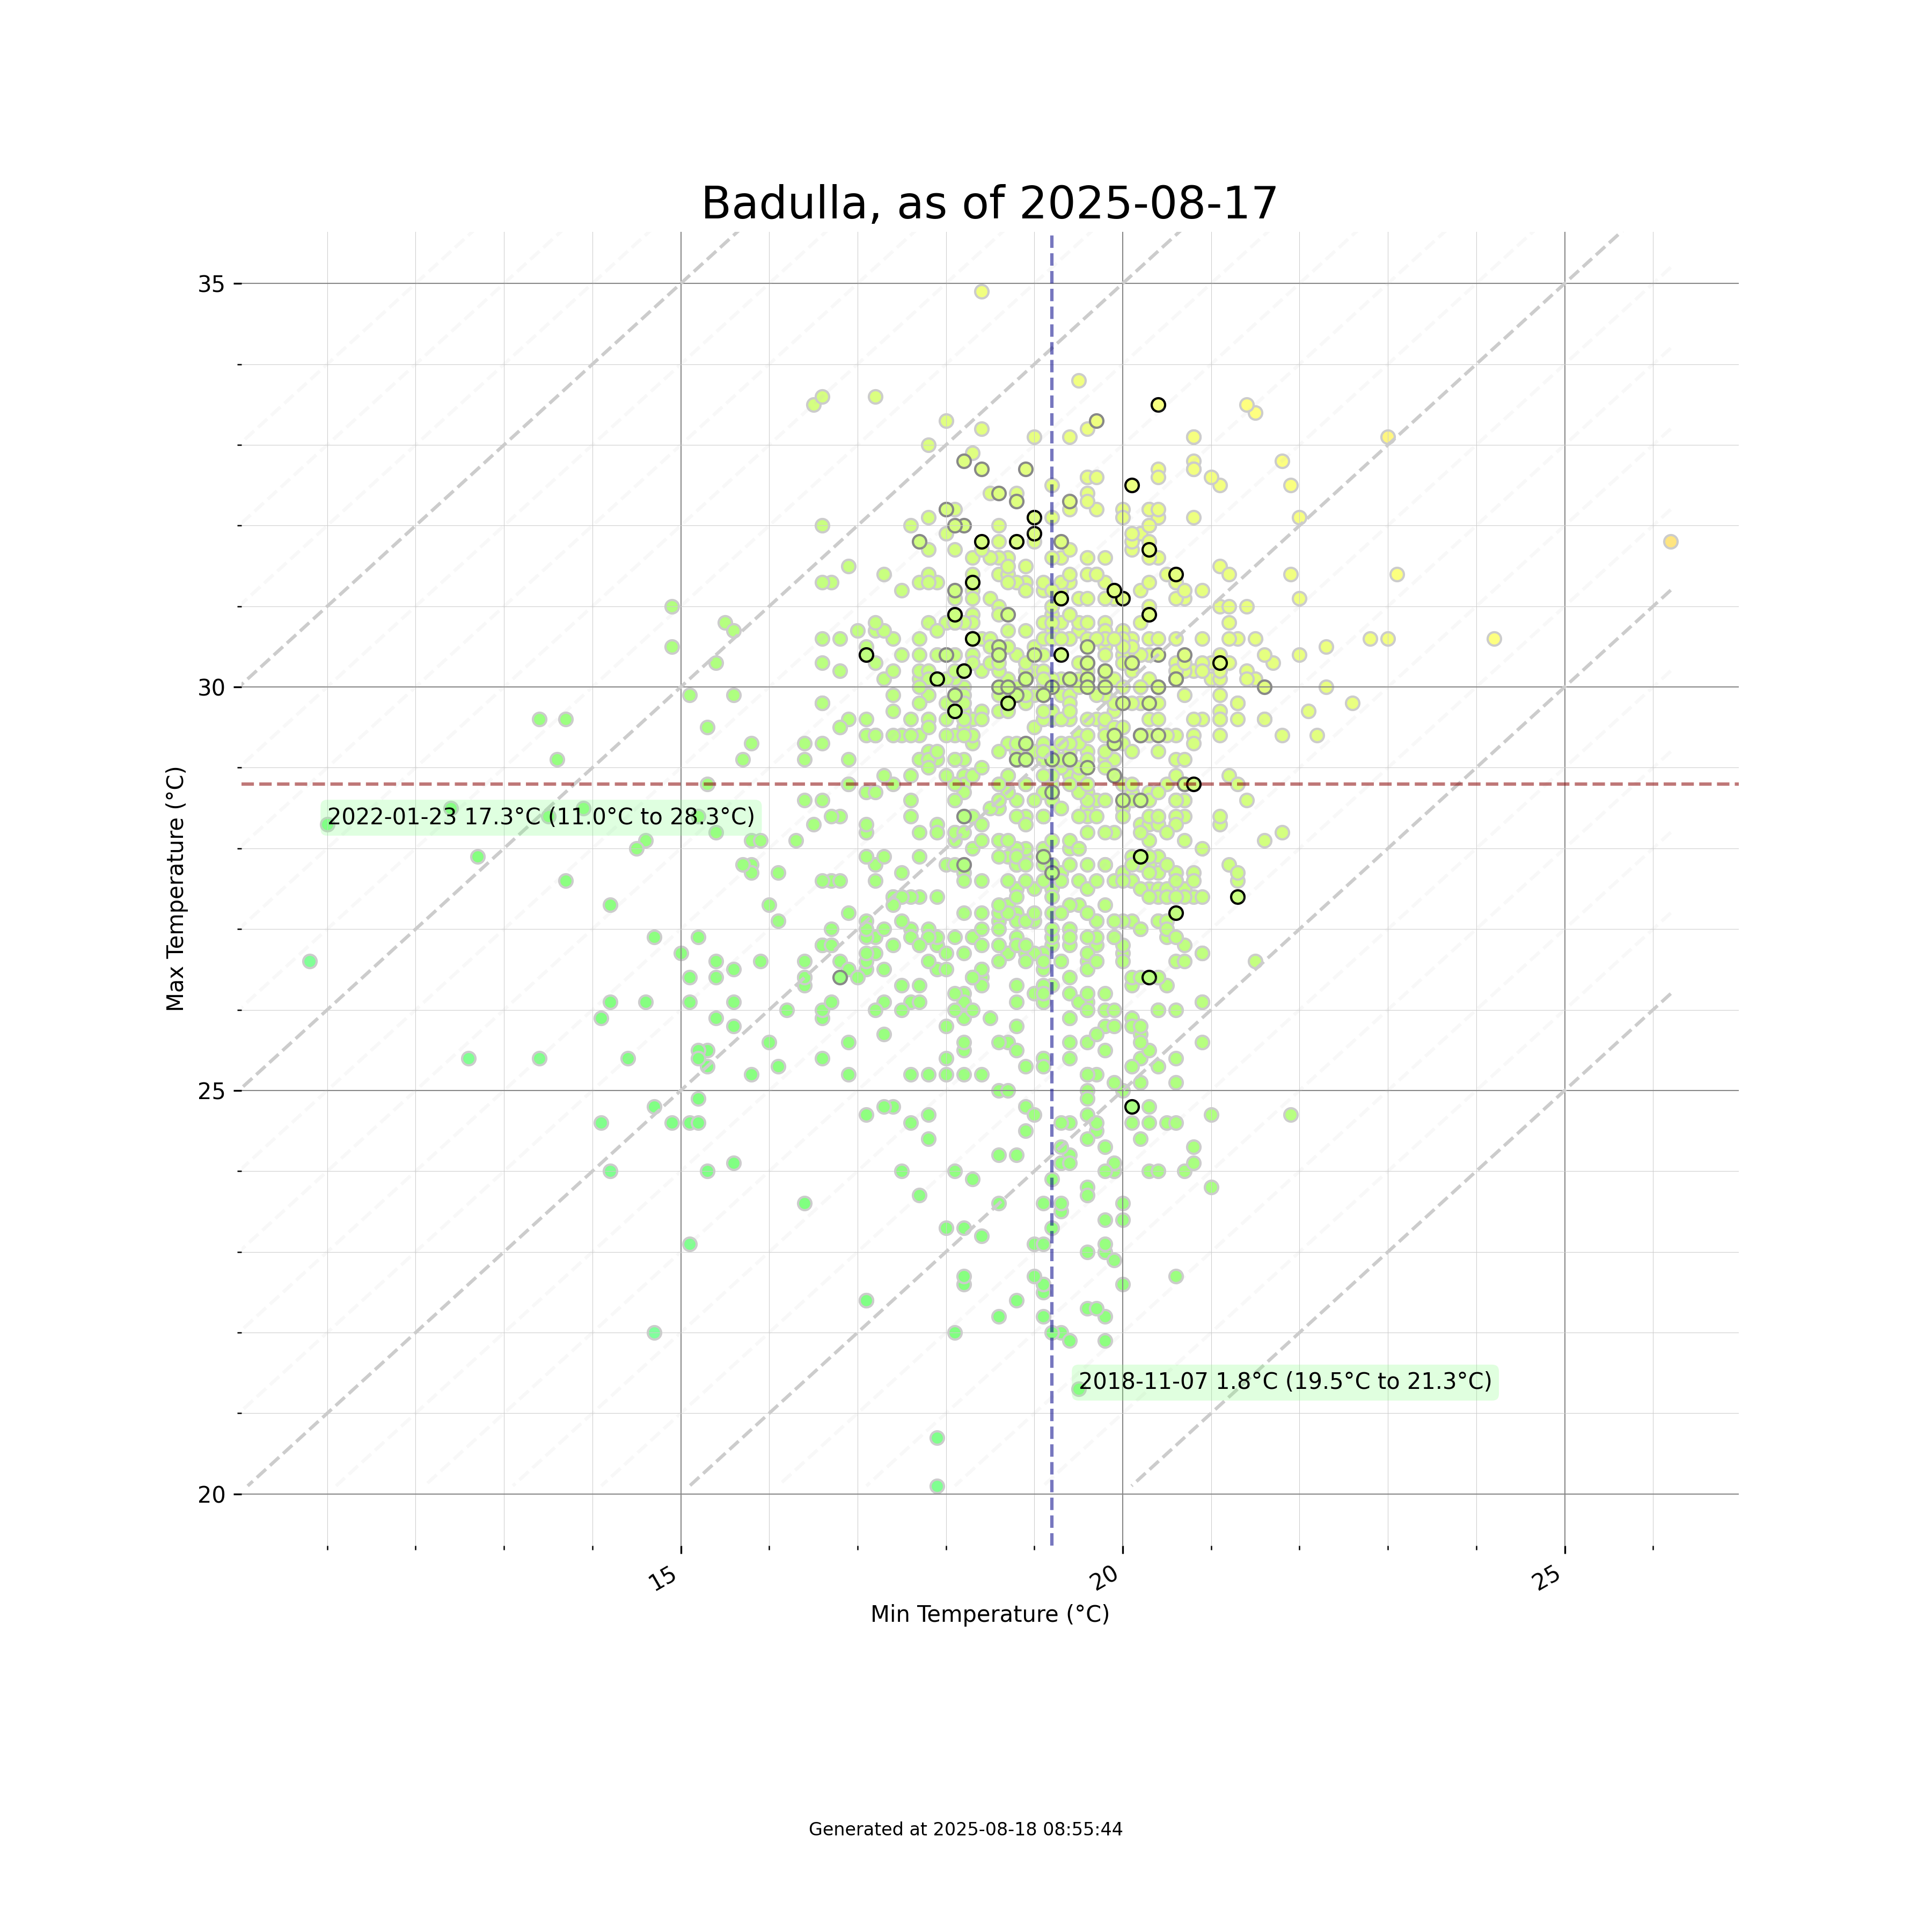 Badulla, as of 2025-08-17
35
30
25
20
Max Temperature (°C)
2022-01-23 17.3°C (11.0°C to 28.3°C)
2018-11-07 1.8°C (19.5°C to 21.3°C)
15
20
25
Min Temperature (°C)
Generated at 2025-08-18 08:55:44